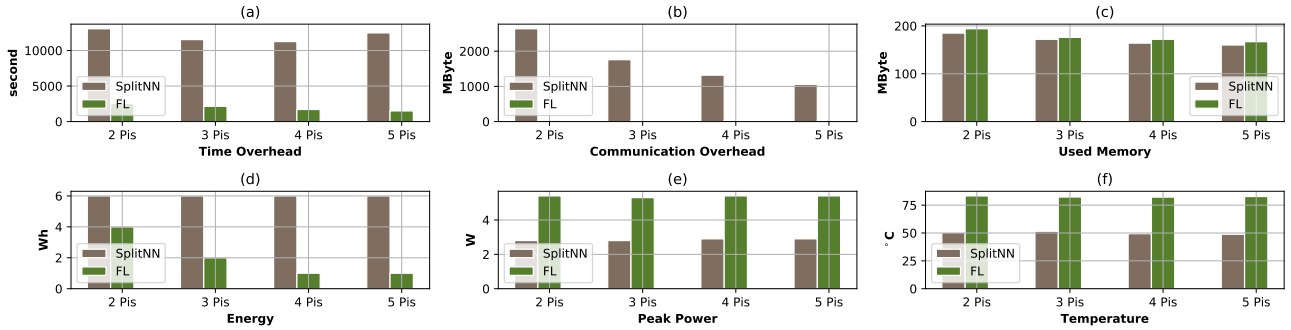 (a)
second
10000
5000
0
SplitNN
FL
2 Pis 3 Pis 4 Pis 5 Pis
Time Overhead
(b)
MByte
2000
1000
0
SplitNN
FL
2 Pis 3 Pis 4 Pis 5 Pis
Communication Overhead
(c)
MByte
200
100
0
SplitNN
FL
2 Pis 3 Pis 4 Pis 5 Pis
Used Memory
(d)
Wh
6
4
2
0
SplitNN
FL
2 Pis 3 Pis 4 Pis 5 Pis
Energy
(e)
W
4
2
0
SplitNN
FL
2 Pis 3 Pis 4 Pis 5 Pis
Peak Power
(f)
°C
75
50
25
0
SplitNN
FL
2 Pis 3 Pis 4 Pis 5 Pis
Temperature